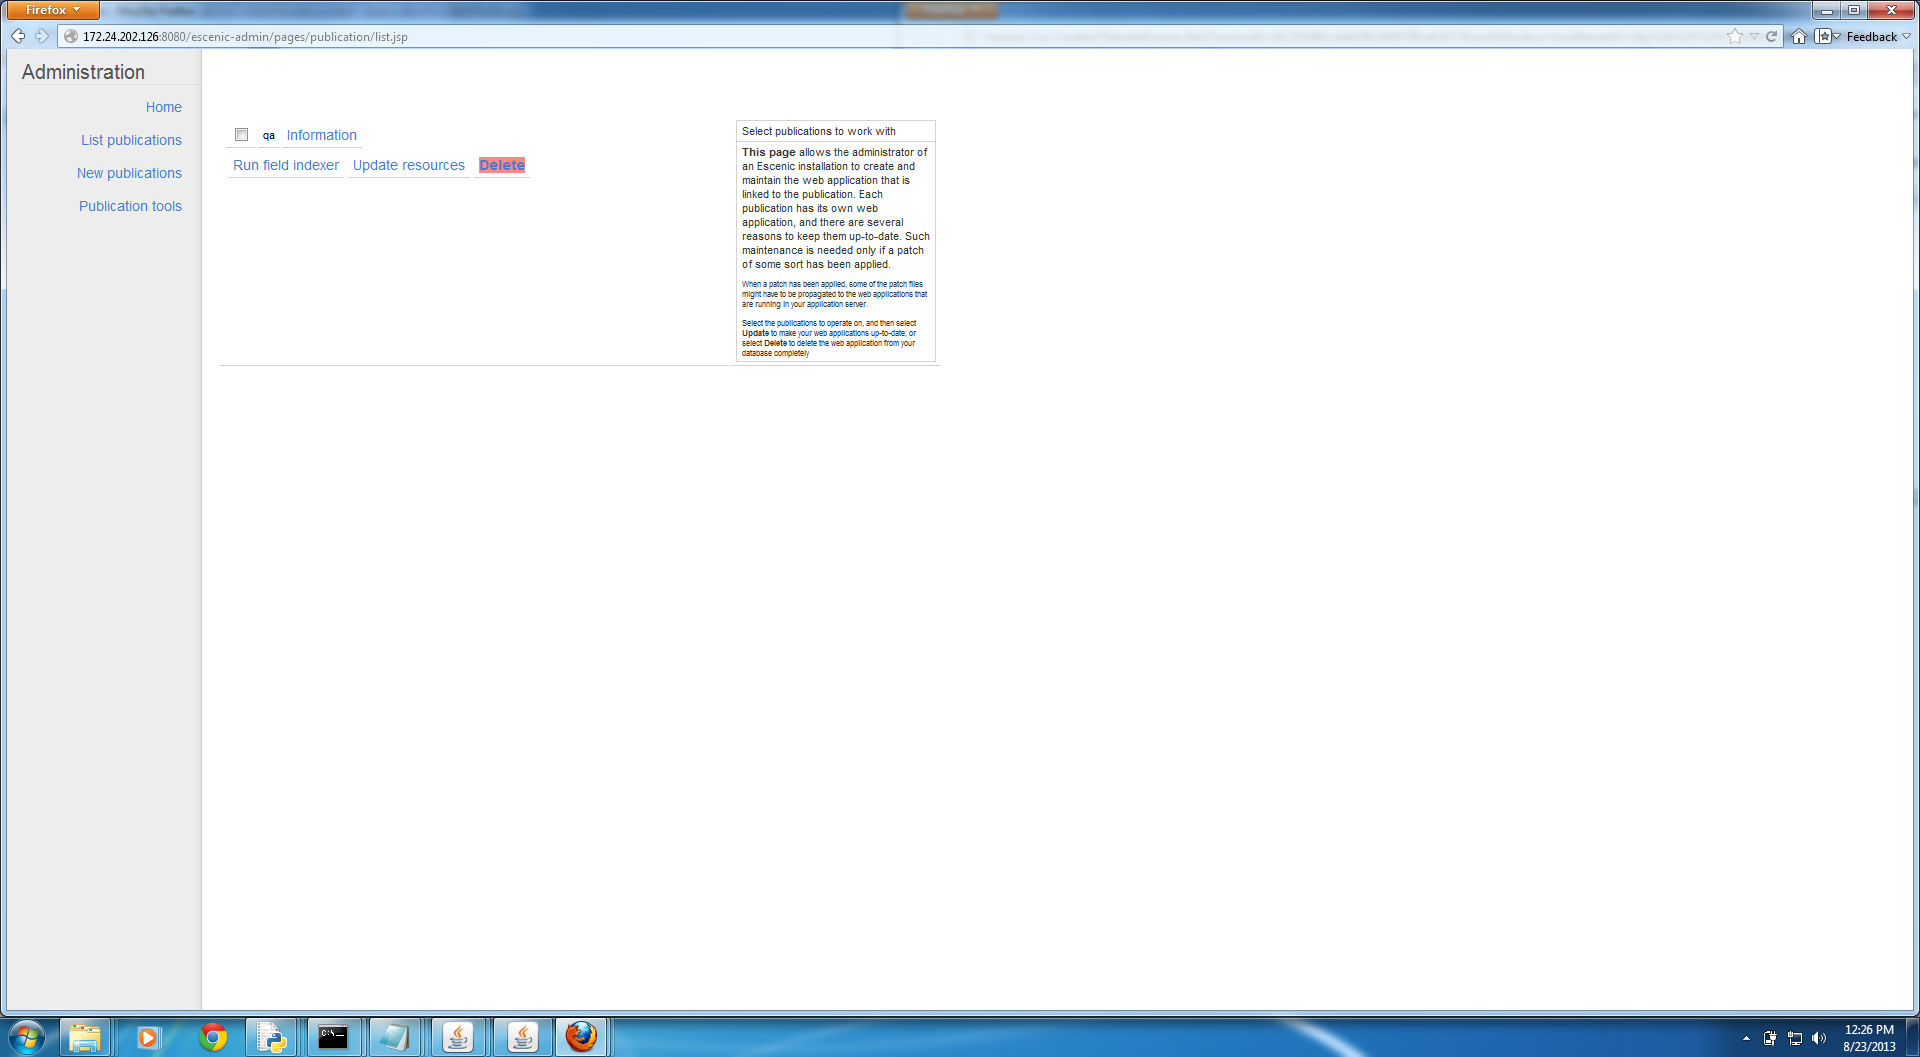 Firefox
172.24.202.126:8080/escenic-admin/pages/publication/list.jsp
Feedback
Administration
Home
List publications
New publications
Publication tools
qa Information
Run field indexer Update resources Delete
Select publications to work with
This page allows the administrator of
an Escenic installation to create and
maintain the web application that is
linked to the publication. Each
publication has its own web
application, and there are several
reasons to keep them up-to-date. Such
maintenance is needed only if a patch
of some sort has been applied.
When a patch has been applied, some of the patch files
might have to be propagated to the web applications that
are running in your application server.
Select the publications to operate on, and then select
Update to make your web applications up-to-date; or
select Delete to delete the web application from your
database completely
C:\
12:26 PM
8/23/2013